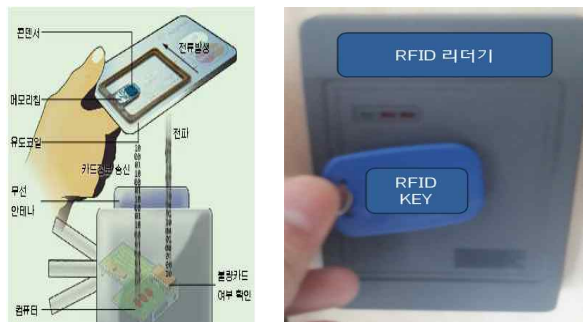 콘덴서
전류발생
메모리칩
유도코일
전파
카드정보 송신
무선
안테나
불량카드
여부 확인
컴퓨터
RFID 리더기
RFID
KEY